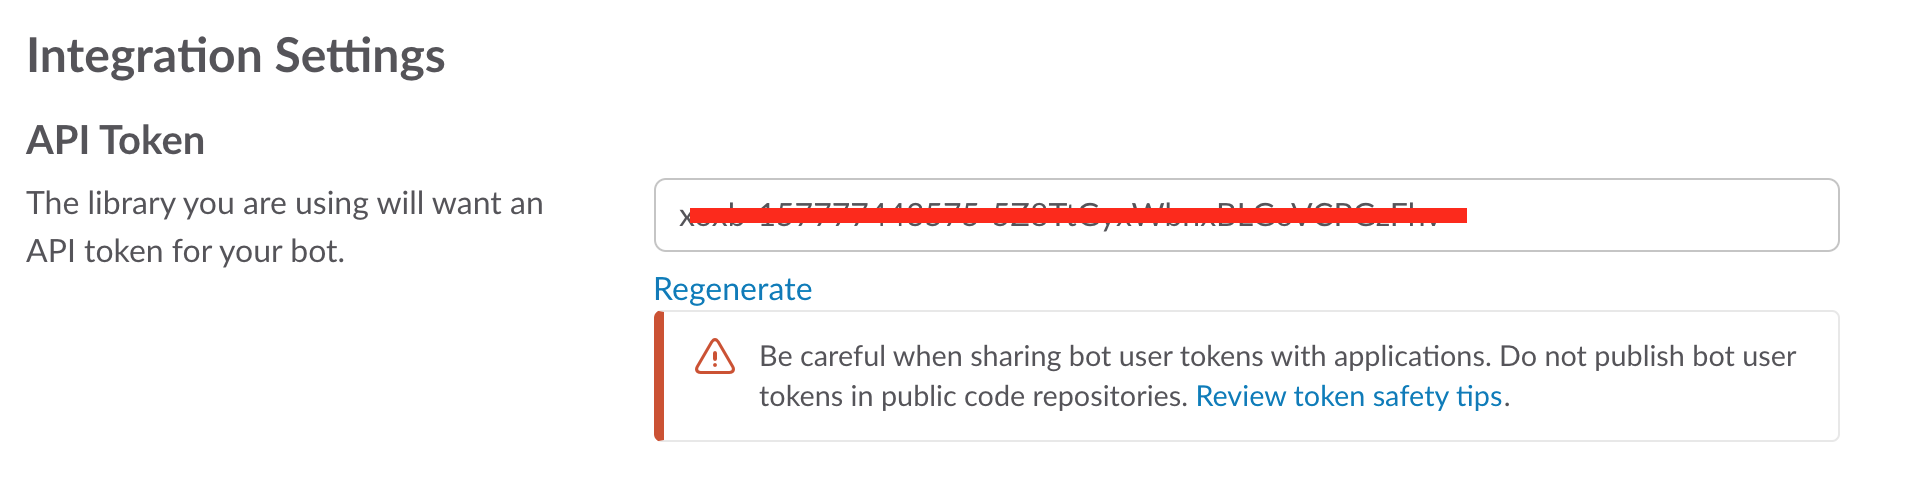 Integration Settings
API Token
The library you are using will want an
API token for your bot.
Regenerate
Be careful when sharing bot user tokens with applications. Do not publish bot user
tokens in public code repositories. Review token safety tips.